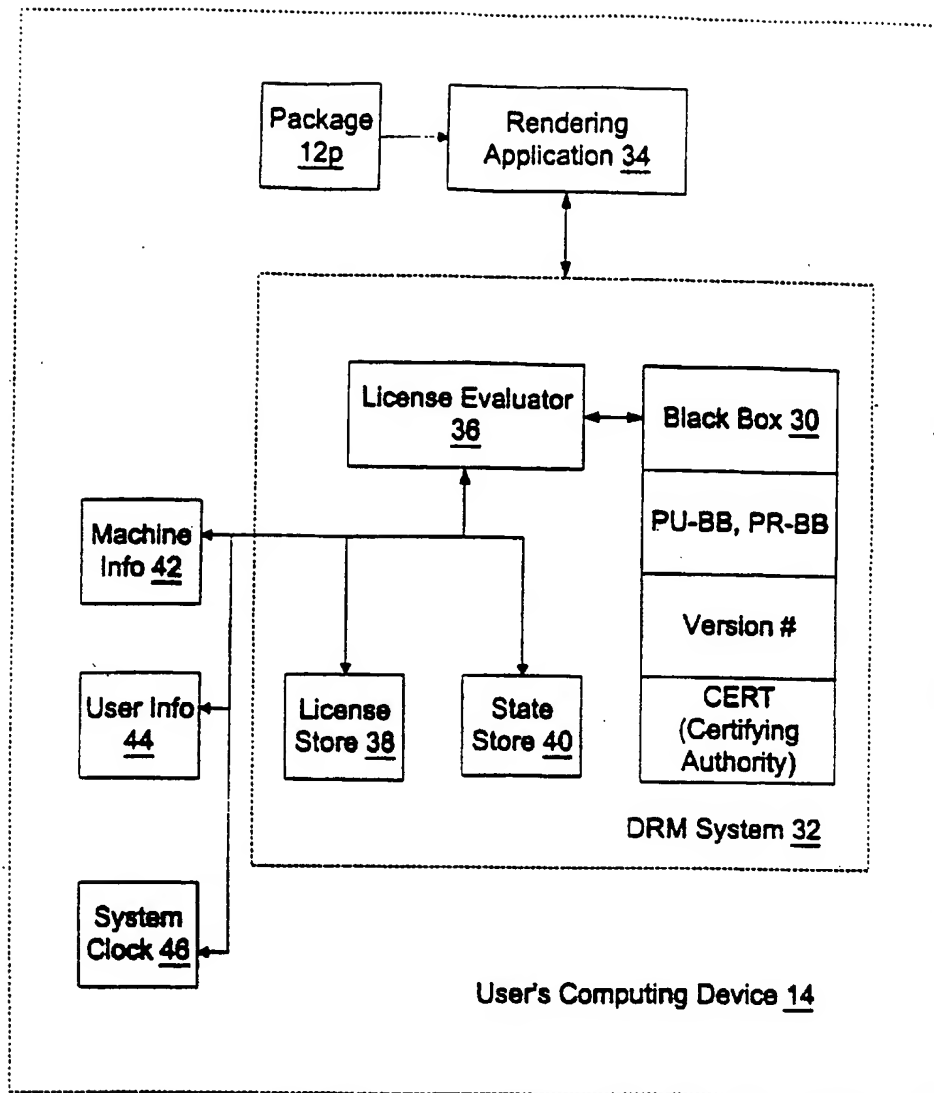 Package
12p
Rendering
Application 34
License Evaluator
36
Black Box 30
PU-BB, PR-BB
Version #
CERT
(Certifying
Authority)
Machine
Info 42
User Info
44
License
Store 38
State
Store 40
DRM System 32
System
Clock 46
User's Computing Device 14